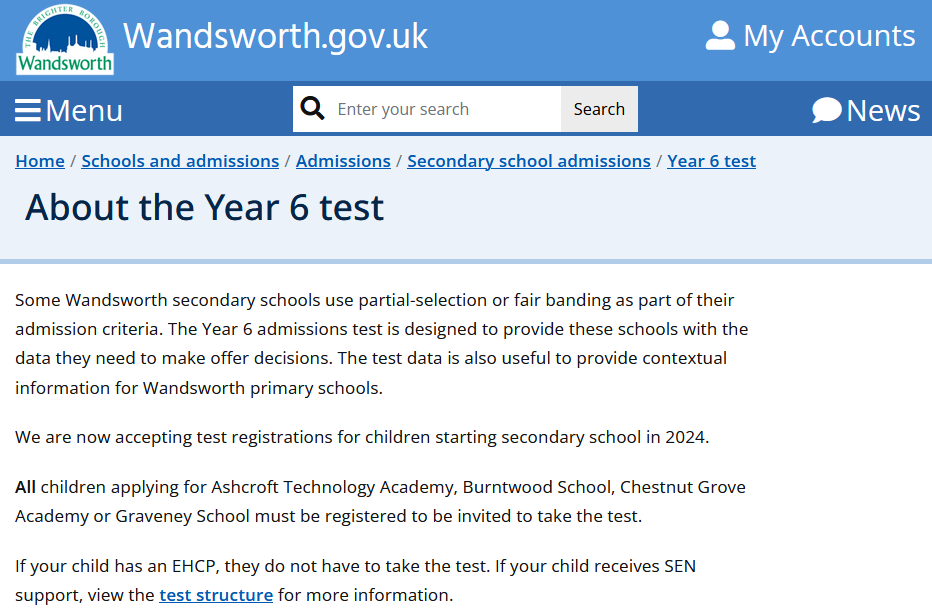 THE BRIGHTER BOROUGH
Wandsworth
Wandsworth.gov.uk
My Accounts
Menu
Enter your search
Search
News
Home / Schools and admissions / Admissions / Secondary school admissions / Year 6 test
About the Year 6 test
Some Wandsworth secondary schools use partial-selection or fair banding as part of their
admission criteria. The Year 6 admissions test is designed to provide these schools with the
data they need to make offer decisions. The test data is also useful to provide contextual
information for Wandsworth primary schools.
We are now accepting test registrations for children starting secondary school in 2024.
All children applying for Ashcroft Technology Academy, Burntwood School, Chestnut Grove
Academy or Graveney School must be registered to be invited to take the test.
If your child has an EHCP, they do not have to take the test. If your child receives SEN
support, view the test structure for more information.